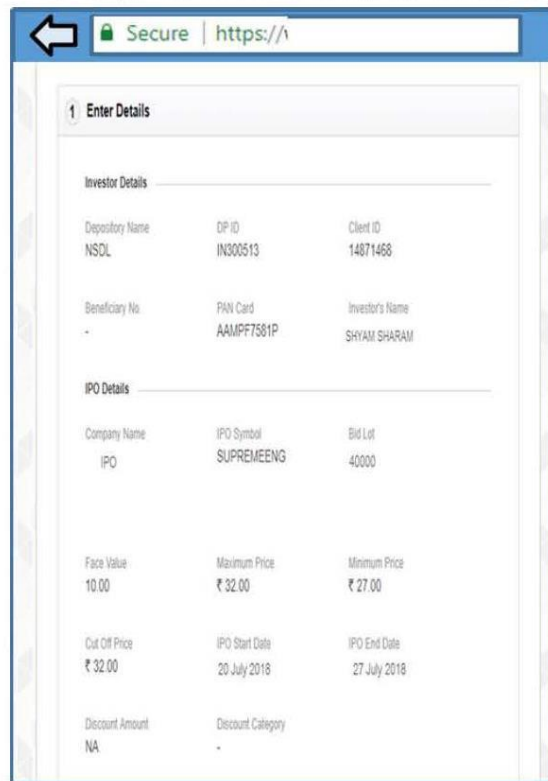 Secure | https://
1 Enter Details
Investor Details
Depository Name DP ID Client ID
NSDL IN300513 14871468
Beneficiary No. PAN Card Investor's Name
- AAMPF7581P SHYAM SHARAM
IPO Details
Company Name IPO Symbol Bid Lot
IPO SUPREMEENG 40000
Face Value Maximum Price Minimum Price
10.00 ₹ 32.00 ₹ 27.00
Cut Off Price IPO Start Date IPO End Date
₹ 32.00 20 July 2018 27 July 2018
Discount Amount Discount Category
NA -